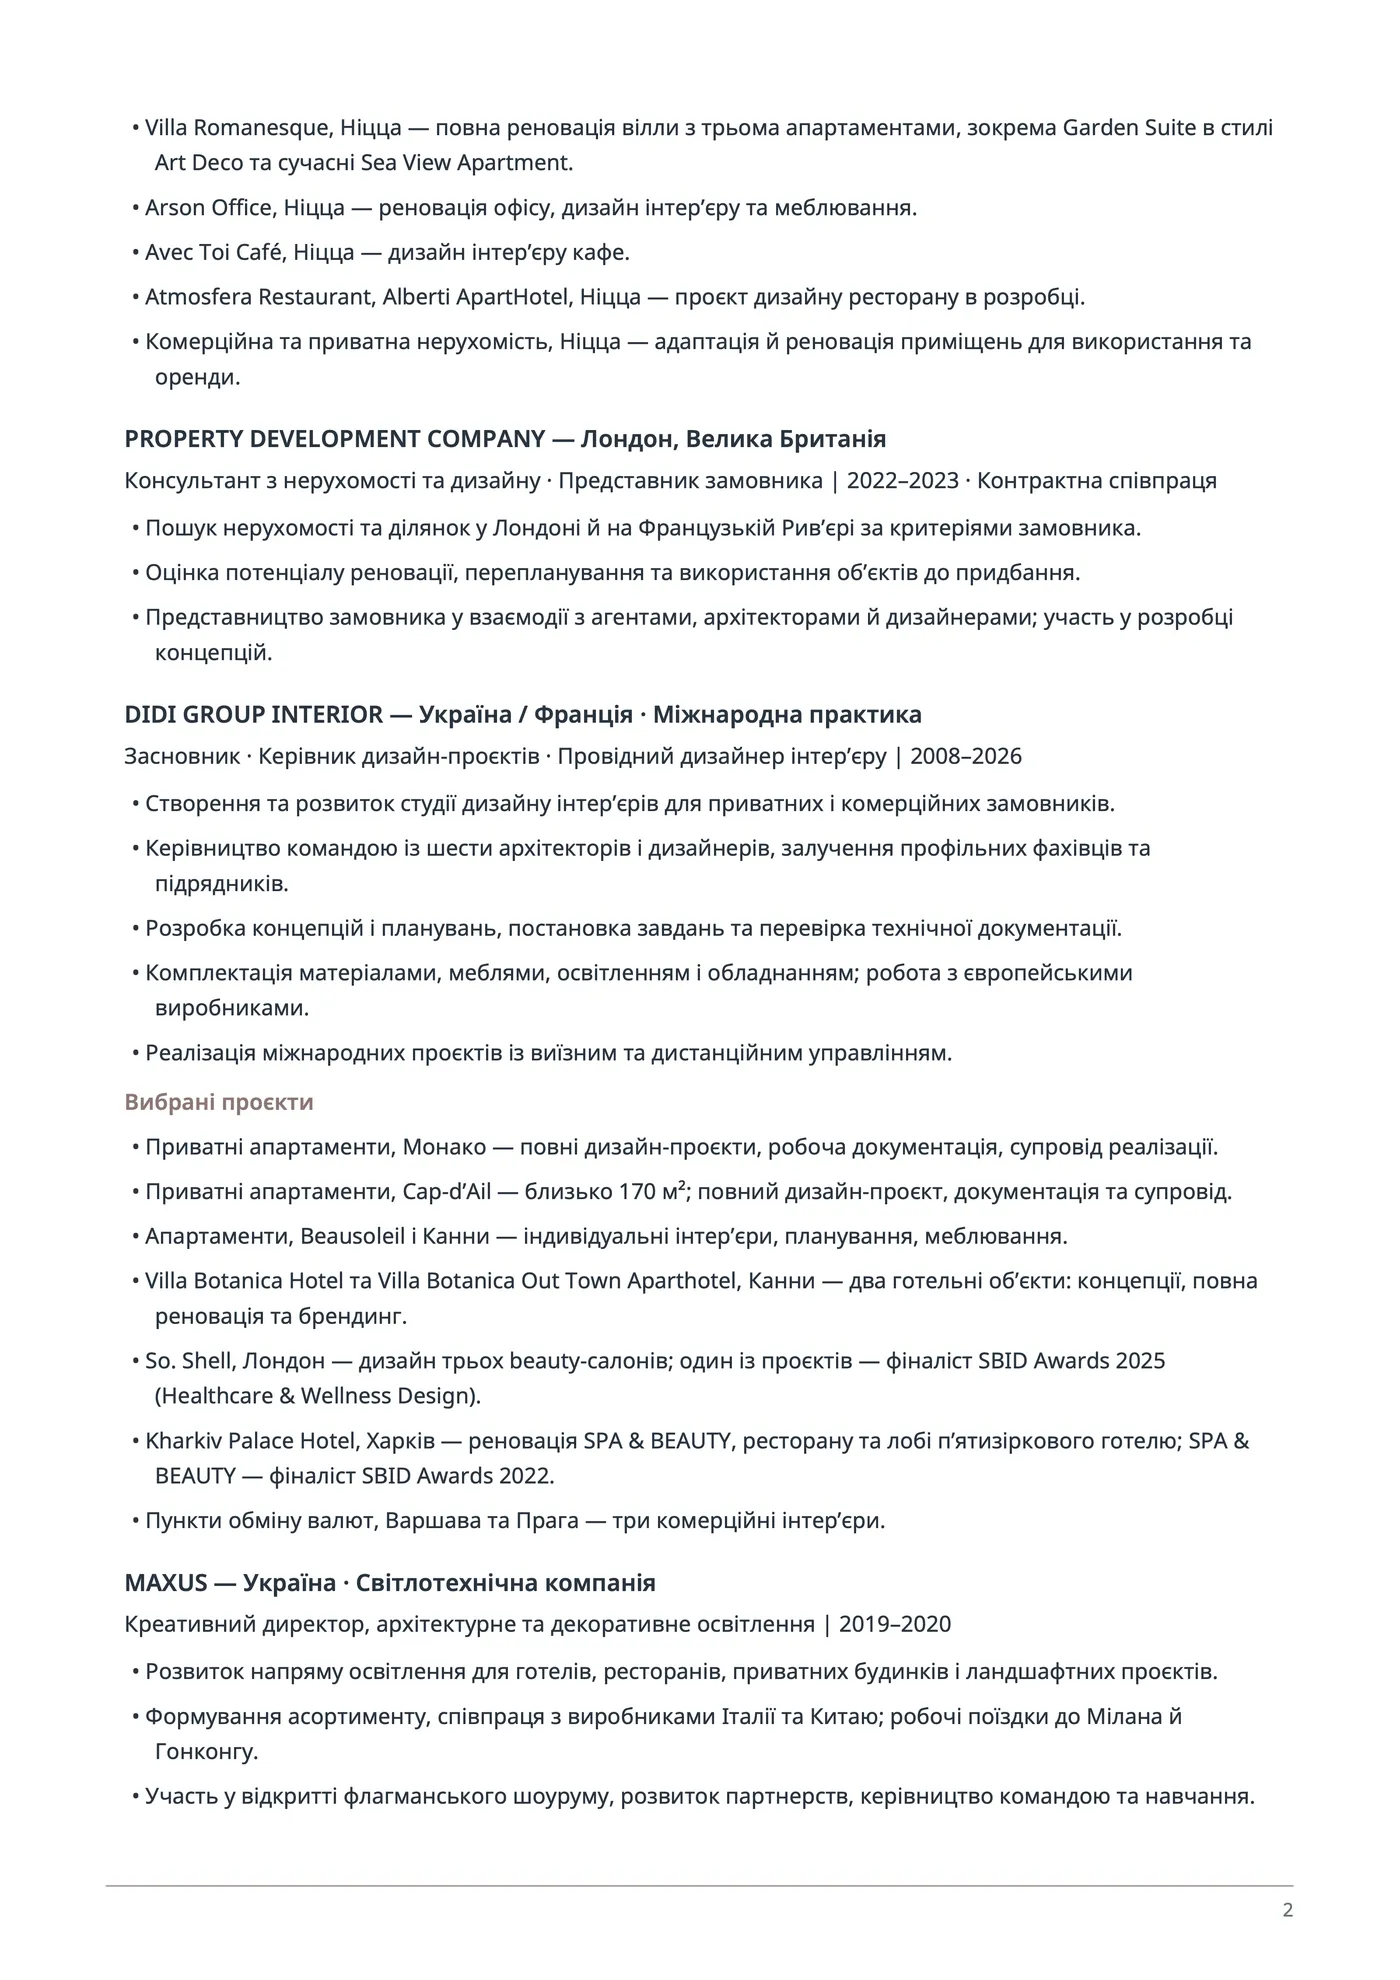 • Villa Romanesque, Ніцца — повна реновація вілли з трьома апартаментами, зокрема Garden Suite в стилі
Art Deco та сучасні Sea View Apartment.
• Arson Office, Ніцца — реновація офісу, дизайн інтер’єру та меблювання.
• Avec Toi Café, Ніцца — дизайн інтер’єру кафе.
• Atmosfera Restaurant, Alberti ApartHotel, Ніцца — проєкт дизайну ресторану в розробці.
• Комерційна та приватна нерухомість, Ніцца — адаптація й реновація приміщень для використання та
оренди.
PROPERTY DEVELOPMENT COMPANY — Лондон, Велика Британія
Консультант з нерухомості та дизайну · Представник замовника | 2022–2023 · Контрактна співпраця
• Пошук нерухомості та ділянок у Лондоні й на Французькій Рив’єрі за критеріями замовника.
• Оцінка потенціалу реновації, перепланування та використання об’єктів до придбання.
• Представництво замовника у взаємодії з агентами, архітекторами й дизайнерами; участь у розробці
концепцій.
DIDI GROUP INTERIOR — Україна / Франція · Міжнародна практика
Засновник · Керівник дизайн-проєктів · Провідний дизайнер інтер’єру | 2008–2026
• Створення та розвиток студії дизайну інтер’єрів для приватних і комерційних замовників.
• Керівництво командою із шести архітекторів і дизайнерів, залучення профільних фахівців та
підрядників.
• Розробка концепцій і планувань, постановка завдань та перевірка технічної документації.
• Комплектація матеріалами, меблями, освітленням і обладнанням; робота з європейськими
виробниками.
• Реалізація міжнародних проєктів із виїзним та дистанційним управлінням.
Вибрані проєкти
• Приватні апартаменти, Монако — повні дизайн-проєкти, робоча документація, супровід реалізації.
• Приватні апартаменти, Cap-d’Ail — близько 170 м²; повний дизайн-проєкт, документація та супровід.
• Апартаменти, Beausoleil і Канни — індивідуальні інтер’єри, планування, меблювання.
• Villa Botanica Hotel та Villa Botanica Out Town Aparthotel, Канни — два готельні об’єкти: концепції, повна
реновація та брендинг.
• So. Shell, Лондон — дизайн трьох beauty-салонів; один із проєктів — фіналіст SBID Awards 2025
(Healthcare & Wellness Design).
• Kharkiv Palace Hotel, Харків — реновація SPA & BEAUTY, ресторану та лобі п’ятизіркового готелю; SPA &
BEAUTY — фіналіст SBID Awards 2022.
• Пункти обміну валют, Варшава та Прага — три комерційні інтер’єри.
MAXUS — Україна · Світлотехнічна компанія
Креативний директор, архітектурне та декоративне освітлення | 2019–2020
• Розвиток напряму освітлення для готелів, ресторанів, приватних будинків і ландшафтних проєктів.
• Формування асортименту, співпраця з виробниками Італії та Китаю; робочі поїздки до Мілана й
Гонконгу.
• Участь у відкритті флагманського шоуруму, розвиток партнерств, керівництво командою та навчання.
2